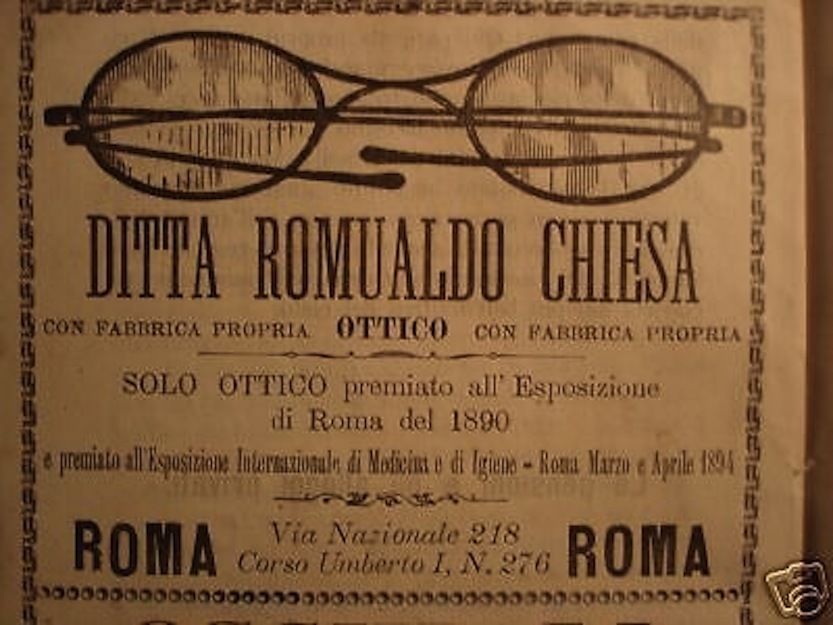 DITTA ROMUALDO CHIESA
CON FABBRICA PROPRIA OTTICO CON FABBRICA PROPRIA
SOLO OTTICO premiato all' Esposizione
di Roma del 1890
e premiato all'Esposizione Internazionale di Medicina e di Igiene - Roma Marzo e Aprile 1894
ROMA Via Nazionale 218 ROMA
Corso Umberto I, N. 276